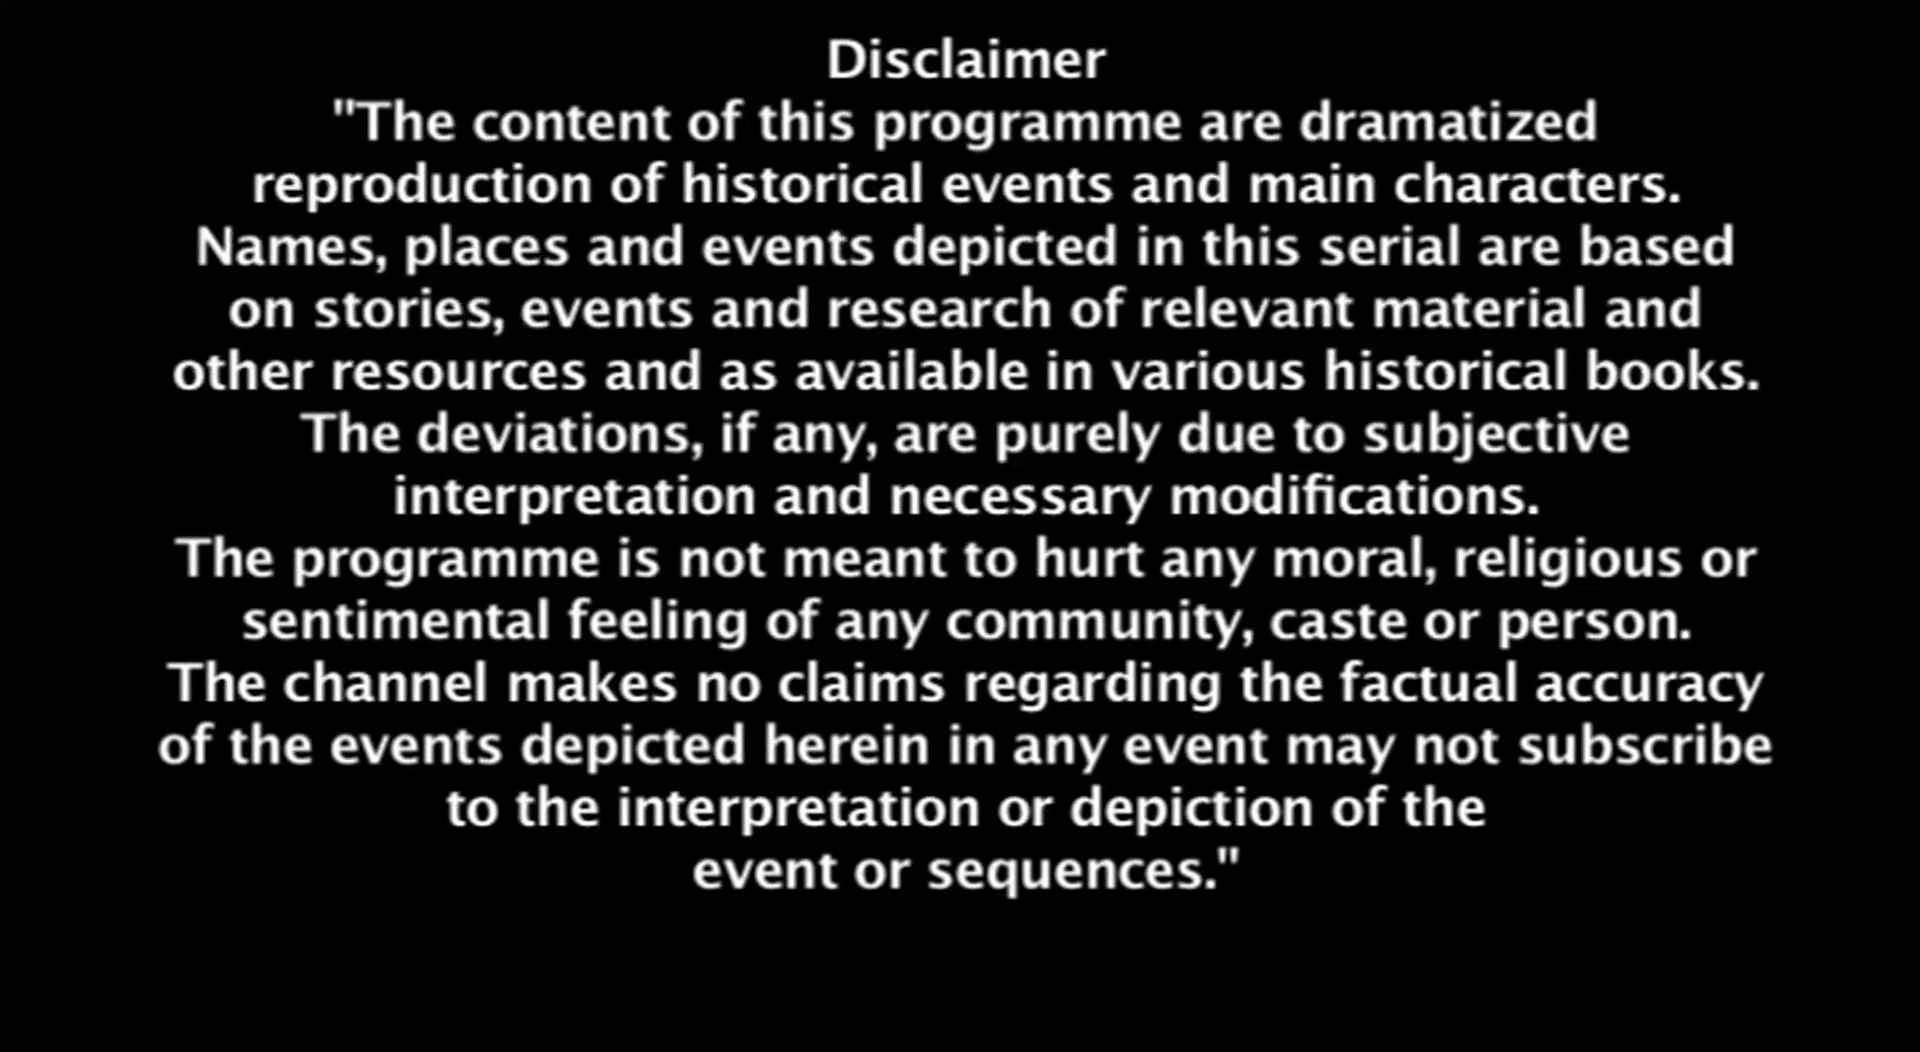 Disclaimer
"The content of this programme are dramatized
reproduction of historical events and main characters.
Names, places and events depicted in this serial are based
on stories, events and research of relevant material and
other resources and as available in various historical books.
The deviations, if any, are purely due to subjective
interpretation and necessary modifications.
The programme is not meant to hurt any moral, religious or
sentimental feeling of any community, caste or person.
The channel makes no claims regarding the factual accuracy
of the events depicted herein in any event may not subscribe
to the interpretation or depiction of the
event or sequences."